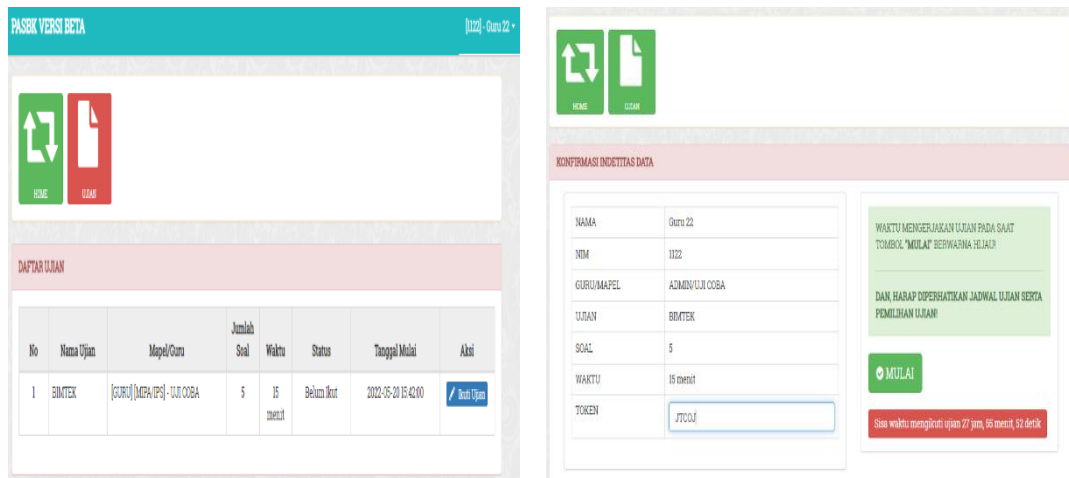 PASBK VERSI BETA
[1122] - Guru 22
HOME
UJIAN
DAFTAR UJIAN
No Nama Ujian Mapel/Guru Jumlah Soal Waktu Status Tanggal Mulai Aksi
1 BIMTEK [GURU] [MIPA/IPS] - UJI COBA 5 15 menit Belum Ikut 2022-05-20 15:42:00 Ikuti Ujian
HOME
UJIAN
KONFIRMASI INDETITAS DATA
NAMA Guru 22
NIM 1122
GURU/MAPEL ADMIN/UJI COBA
UJIAN BIMTEK
SOAL 5
WAKTU 15 menit
TOKEN JTCOJ
WAKTU MENGERJAKAN UJIAN PADA SAAT
TOMBOL "MULAI" BERWARNA HIJAU!
DAN, HARAP DIPERHATIKAN JADWAL UJIAN SERTA
PEMILIHAN UJIAN!
MULAI
Sisa waktu mengikuti ujian 27 jam, 55 menit, 52 detik